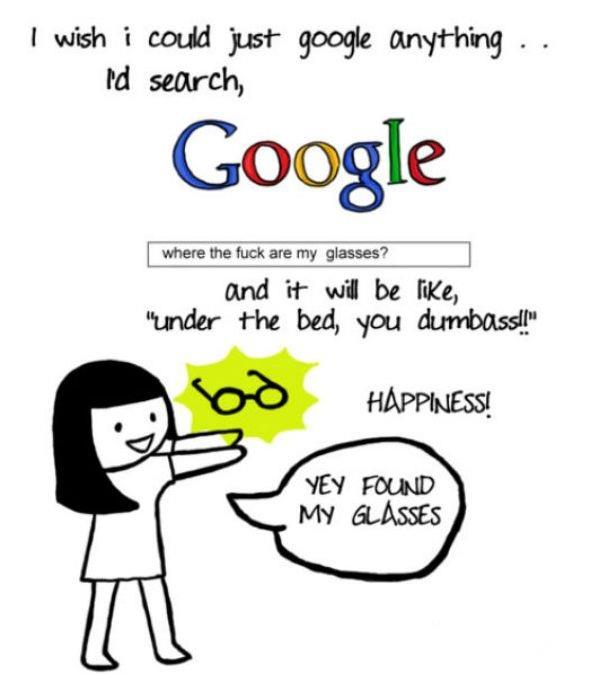 I wish i could just google anything . .
I'd search,
Google
where the fuck are my glasses?
and it will be like,
"under the bed, you dumbass!!"
HAPPINESS!
YEY FOUND
MY GLASSES